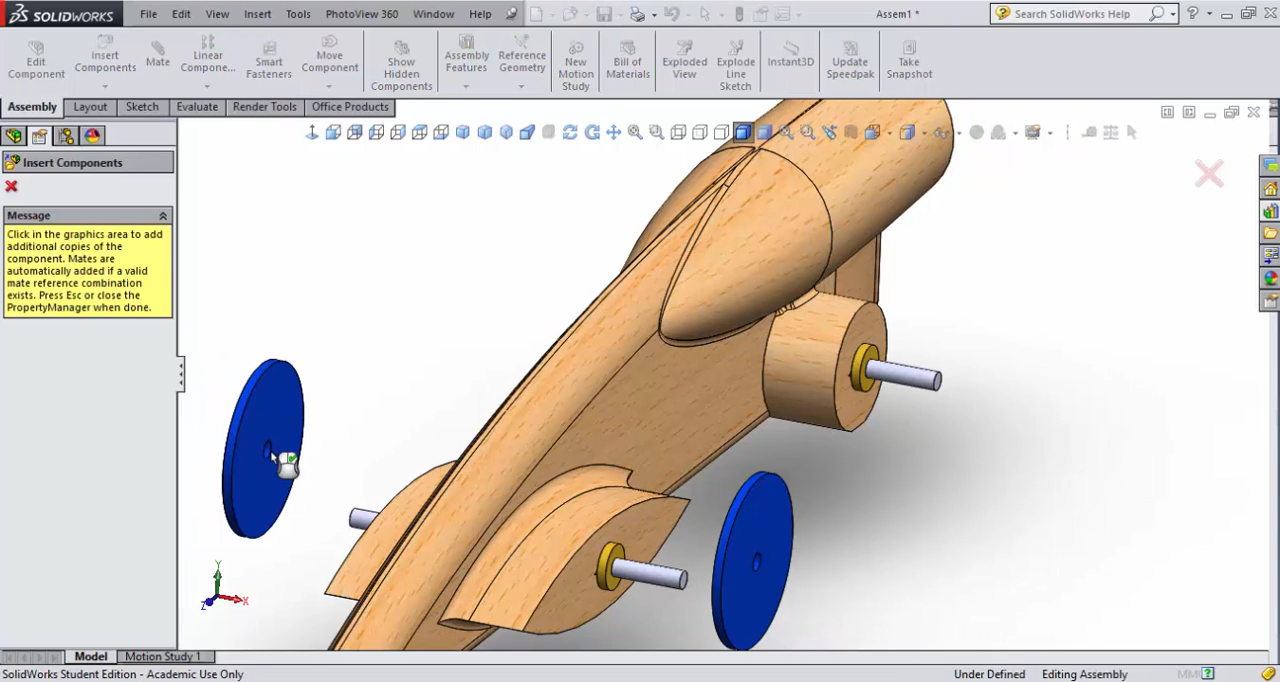 SOLIDWORKS File Edit View Insert Tools PhotoView 360 Window Help Assem1 * Search SolidWorks Help
Edit Component
Insert Components
Mate
Linear Compone...
Smart Fasteners
Move Component
Show Hidden Components
Assembly Features
Reference Geometry
New Motion Study
Bill of Materials
Exploded View
Explode Line Sketch
Instant3D
Update Speedpak
Take Snapshot
Assembly Layout Sketch Evaluate Render Tools Office Products
Insert Components
Message
Click in the graphics area to add
additional copies of the
component. Mates are
automatically added if a valid
mate reference combination
exists. Press Esc or close the
PropertyManager when done.
Y
Z X
Model Motion Study 1
SolidWorks Student Edition - Academic Use Only Under Defined Editing Assembly